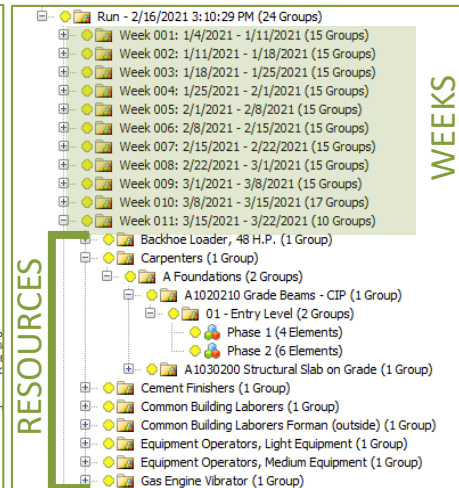 Run - 2/16/2021 3:10:29 PM (24 Groups)
Week 001: 1/4/2021 - 1/11/2021 (15 Groups)
Week 002: 1/11/2021 - 1/18/2021 (15 Groups)
Week 003: 1/18/2021 - 1/25/2021 (15 Groups)
Week 004: 1/25/2021 - 2/1/2021 (15 Groups)
Week 005: 2/1/2021 - 2/8/2021 (15 Groups)
Week 006: 2/8/2021 - 2/15/2021 (15 Groups)
Week 007: 2/15/2021 - 2/22/2021 (15 Groups)
Week 008: 2/22/2021 - 3/1/2021 (15 Groups)
Week 009: 3/1/2021 - 3/8/2021 (15 Groups)
Week 010: 3/8/2021 - 3/15/2021 (17 Groups)
Week 011: 3/15/2021 - 3/22/2021 (10 Groups)
WEEKS
RESOURCES
Backhoe Loader, 48 H.P. (1 Group)
Carpenters (1 Group)
A Foundations (2 Groups)
A1020210 Grade Beams - CIP (1 Group)
01 - Entry Level (2 Groups)
Phase 1 (4 Elements)
Phase 2 (6 Elements)
A1030200 Structural Slab on Grade (1 Group)
Cement Finishers (1 Group)
Common Building Laborers (1 Group)
Common Building Laborers Forman (outside) (1 Group)
Equipment Operators, Light Equipment (1 Group)
Equipment Operators, Medium Equipment (1 Group)
Gas Engine Vibrator (1 Group)